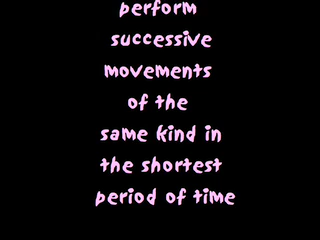 perform
successive
movements
of the
same kind in
the shortest
period of time